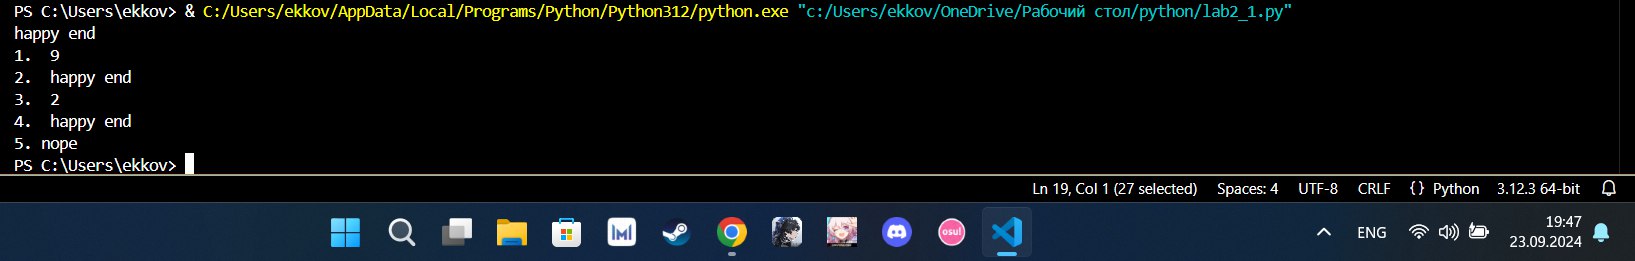 PS C:\Users\ekkov> & C:/Users/ekkov/AppData/Local/Programs/Python/Python312/python.exe "c:/Users/ekkov/OneDrive/Рабочий стол/python/lab2_1.py"
happy end
1.  9
2.  happy end
3.  2
4.  happy end
5. nope
PS C:\Users\ekkov>
Ln 19, Col 1 (27 selected) Spaces: 4 UTF-8 CRLF {} Python 3.12.3 64-bit
osu!
ENG
19:47
23.09.2024